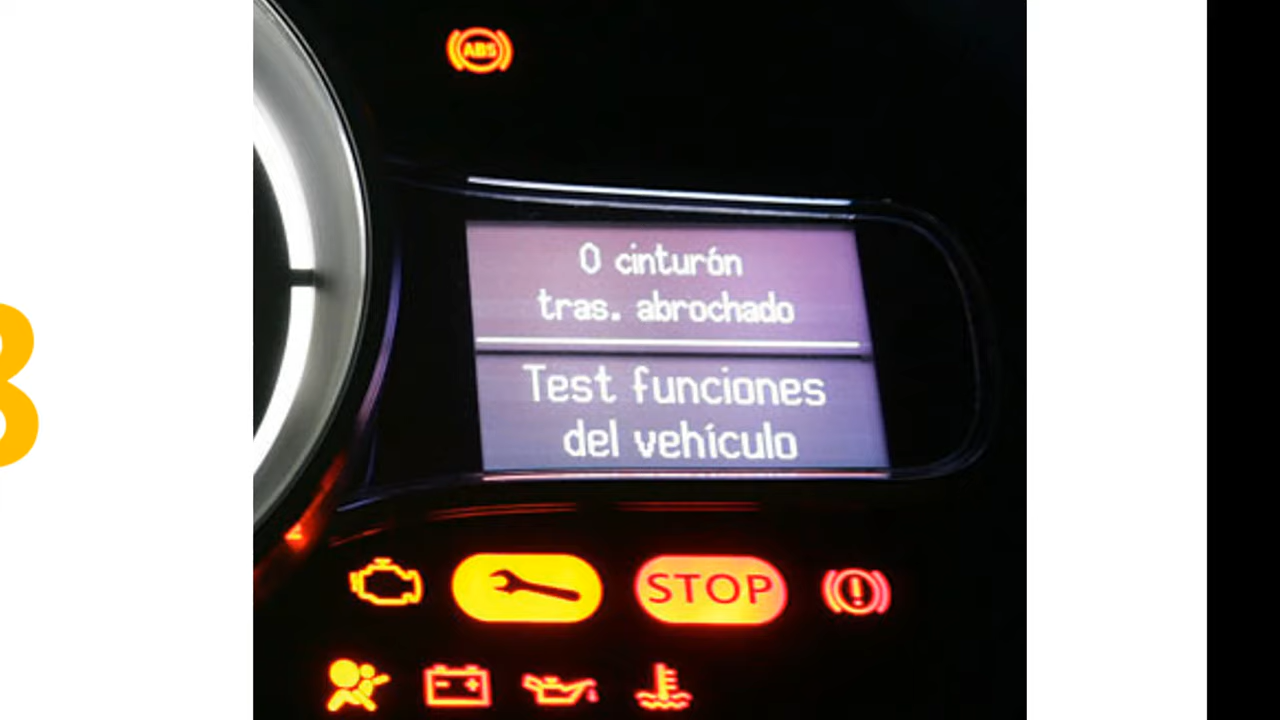 ABS
0 cinturón
tras. abrochado
Test funciones
del vehículo
STOP